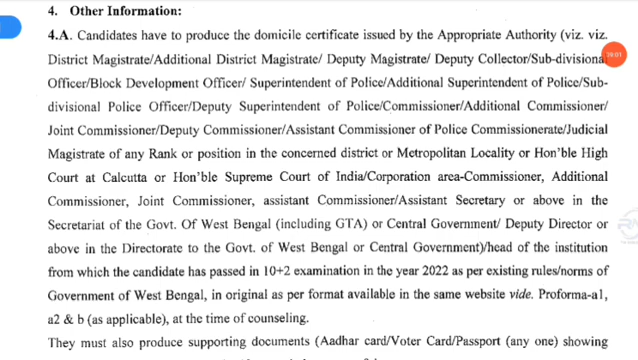 4. Other Information:
4.A. Candidates have to produce the domicile certificate issued by the Appropriate Authority (viz. viz.
District Magistrate/Additional District Magistrate/ Deputy Magistrate/ Deputy Collector/Sub-divisional
39:01
Officer/Block Development Officer/ Superintendent of Police/Additional Superintendent of Police/Sub-
divisional Police Officer/Deputy Superintendent of Police/Commissioner/Additional Commissioner/
Joint Commissioner/Deputy Commissioner/Assistant Commissioner of Police Commissionerate/Judicial
Magistrate of any Rank or position in the concerned district or Metropolitan Locality or Hon'ble High
Court at Calcutta or Hon'ble Supreme Court of India/Corporation area-Commissioner, Additional
Commissioner, Joint Commissioner, assistant Commissioner/Assistant Secretary or above in the
Secretariat of the Govt. Of West Bengal (including GTA) or Central Government/ Deputy Director or
above in the Directorate to the Govt. of West Bengal or Central Government)/head of the institution
from which the candidate has passed in 10+2 examination in the year 2022 as per existing rules/norms of
Government of West Bengal, in original as per format available in the same website vide. Proforma-a1,
a2 & b (as applicable), at the time of counseling.
They must also produce supporting documents (Aadhar card/Voter Card/Passport (any one) showing